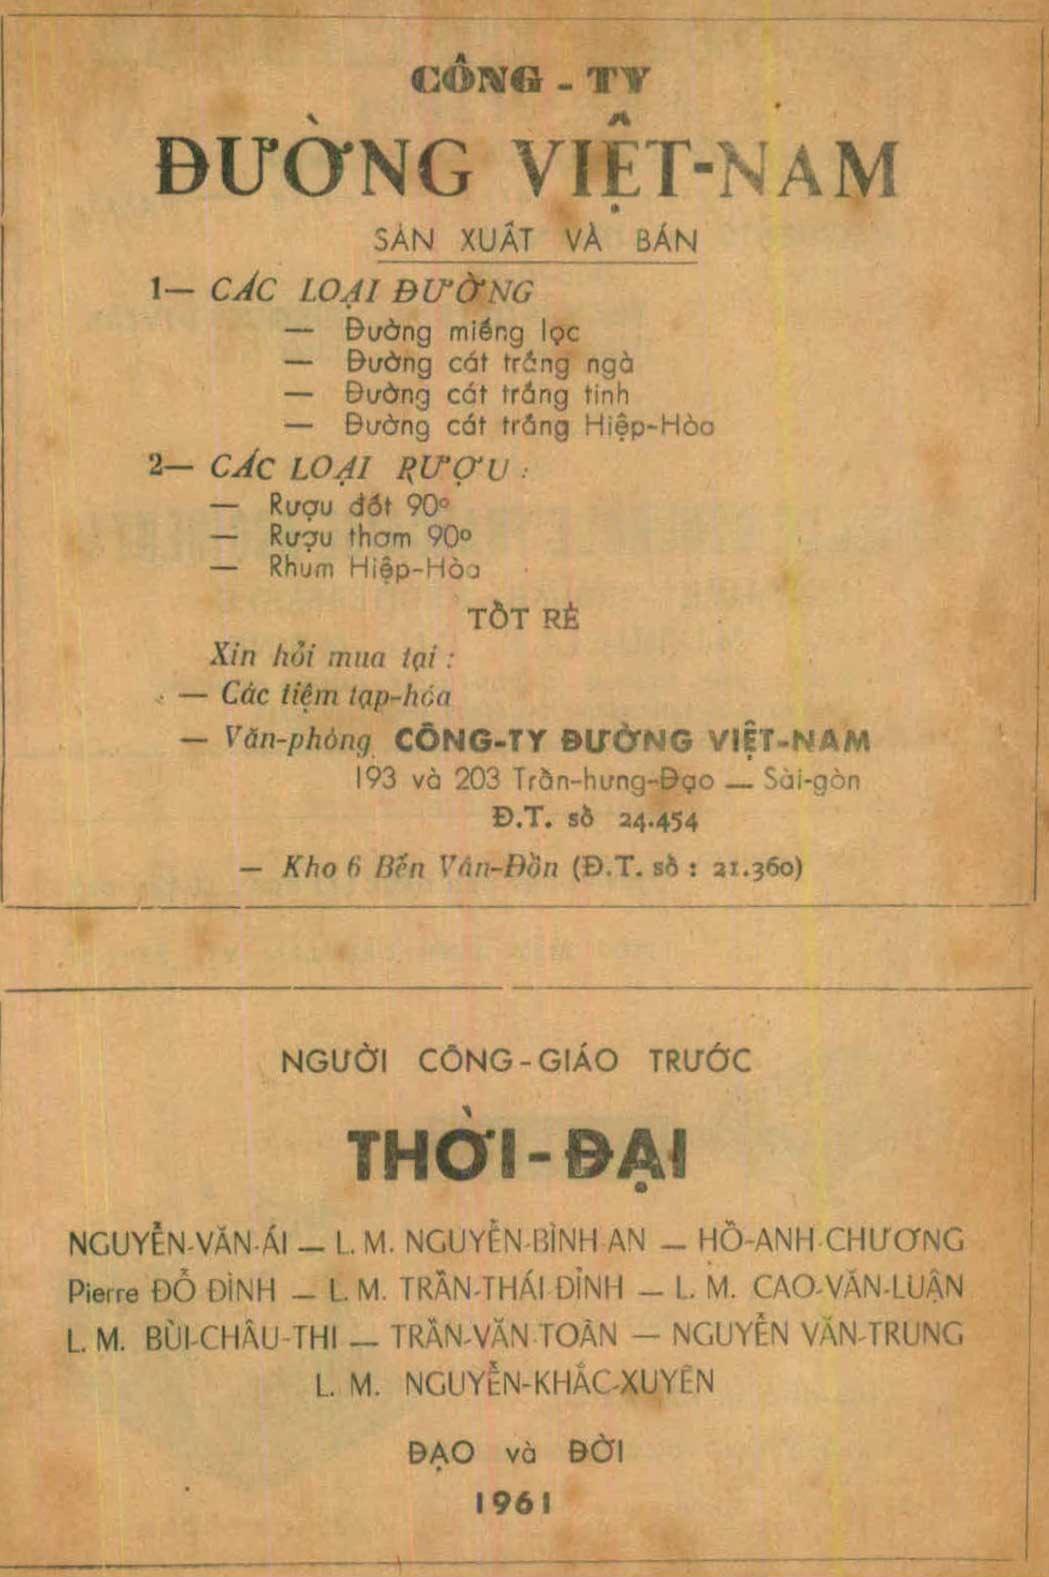 CÔNG - TY
ĐƯỜNG VIỆT-NAM
SẢN XUẤT VÀ BÁN
1— CÁC LOẠI ĐƯỜNG
— Đường miếng lọc
— Đường cát trắng ngà
— Đường cát trắng tinh
— Đường cát trắng Hiệp-Hòa
2— CÁC LOẠI RƯỢU :
— Rượu đốt 90º
— Rượu thơm 90º
— Rhum Hiệp-Hòa
TỐT RẺ
Xin hỏi mua tại :
— Các tiệm tạp-hóa
— Văn-phòng CÔNG-TY ĐƯỜNG VIỆT-NAM
193 và 203 Trần-hưng-Đạo — Sài-gòn
Đ.T. số 24.454
— Kho 6 Bến Vân-Đồn (Đ.T. số : 21.360)
NGƯỜI CÔNG-GIÁO TRƯỚC
THỜI-ĐẠI
NGUYỄN-VĂN-ÁI — L. M. NGUYỄN-BÌNH-AN — HỒ-ANH-CHƯƠNG
Pierre ĐỖ ĐÌNH — L. M. TRẦN-THÁI-ĐỈNH — L. M. CAO-VĂN-LUẬN
L. M. BÙI-CHÂU-THI — TRẦN-VĂN-TOÀN — NGUYỄN VĂN-TRUNG
L. M. NGUYỄN-KHẮC-XUYÊN
ĐẠO và ĐỜI
1961